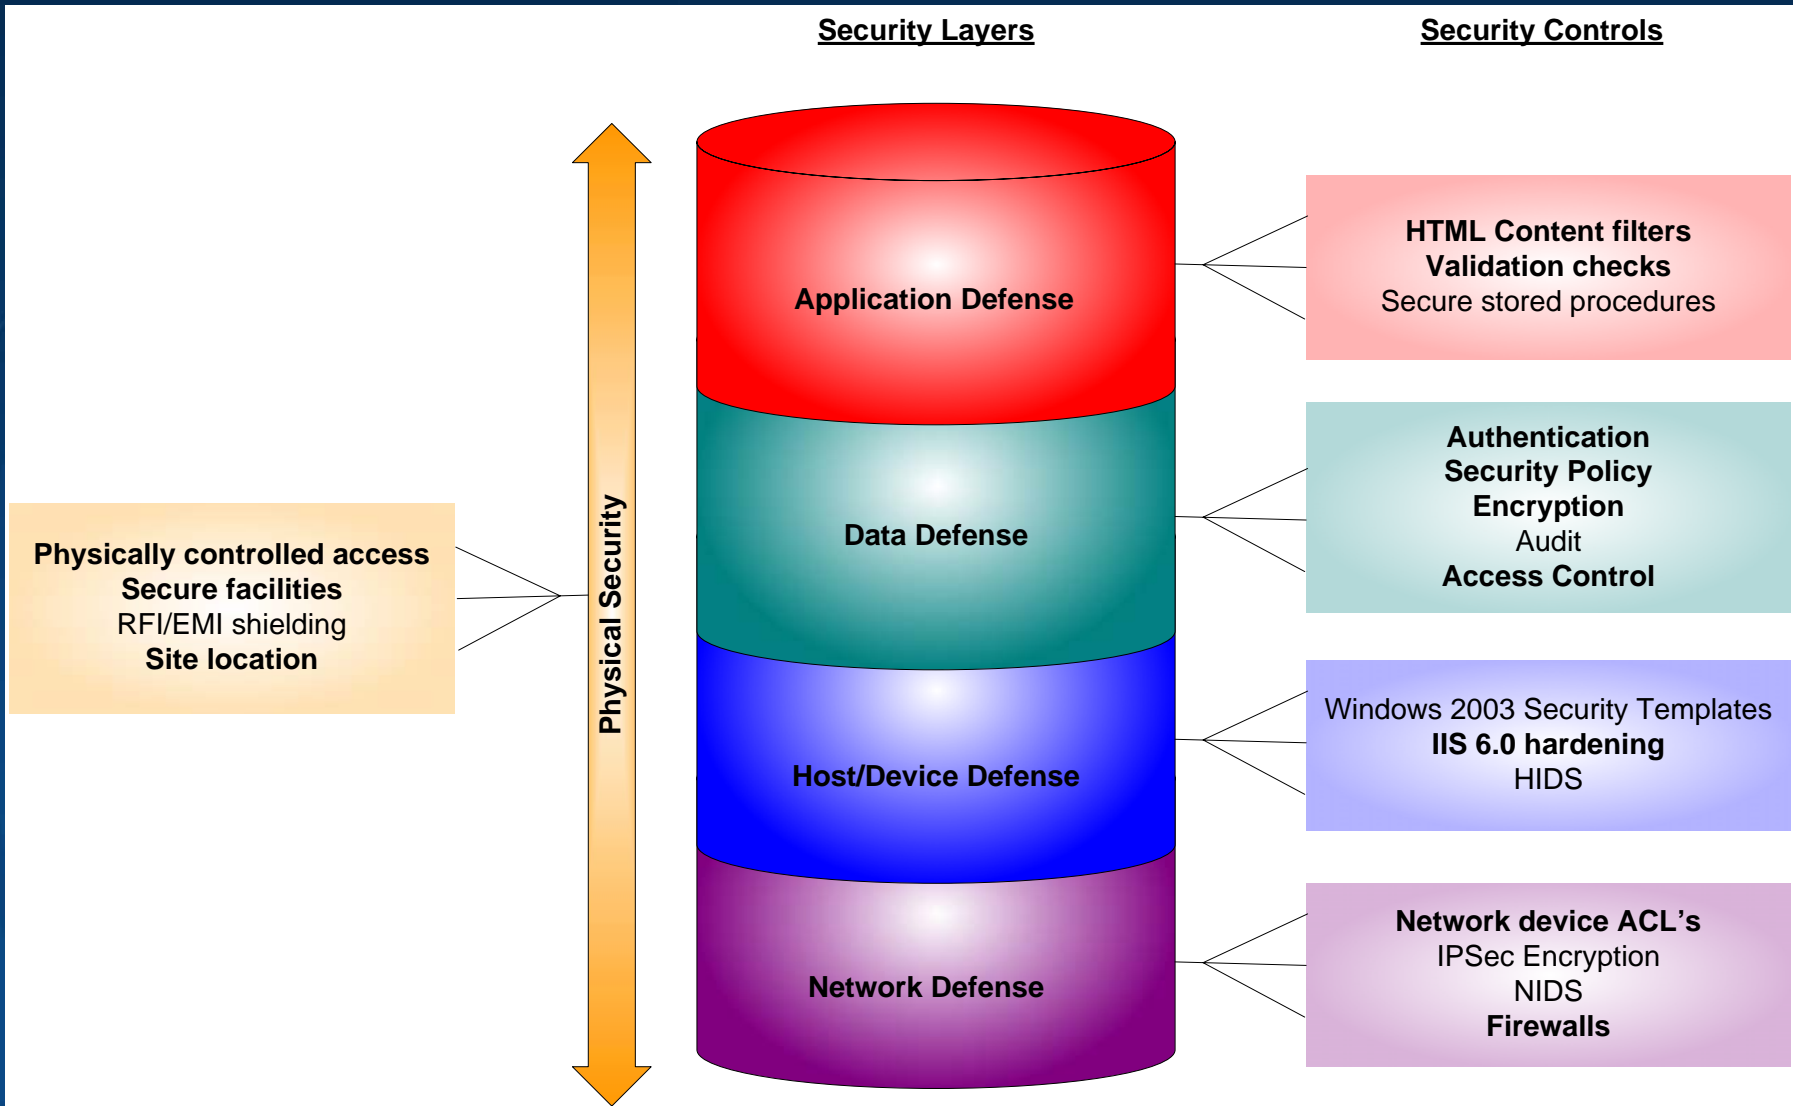 Security Layers
Security Controls
Application Defense
HTML Content filters
Validation checks
Secure stored procedures
Data Defense
Authentication
Security Policy
Encryption
Audit
Access Control
Physically controlled access
Secure facilities
RFI/EMI shielding
Site location
Physical Security
Host/Device Defense
Windows 2003 Security Templates
IIS 6.0 hardening
HIDS
Network Defense
Network device ACL’s
IPSec Encryption
NIDS
Firewalls